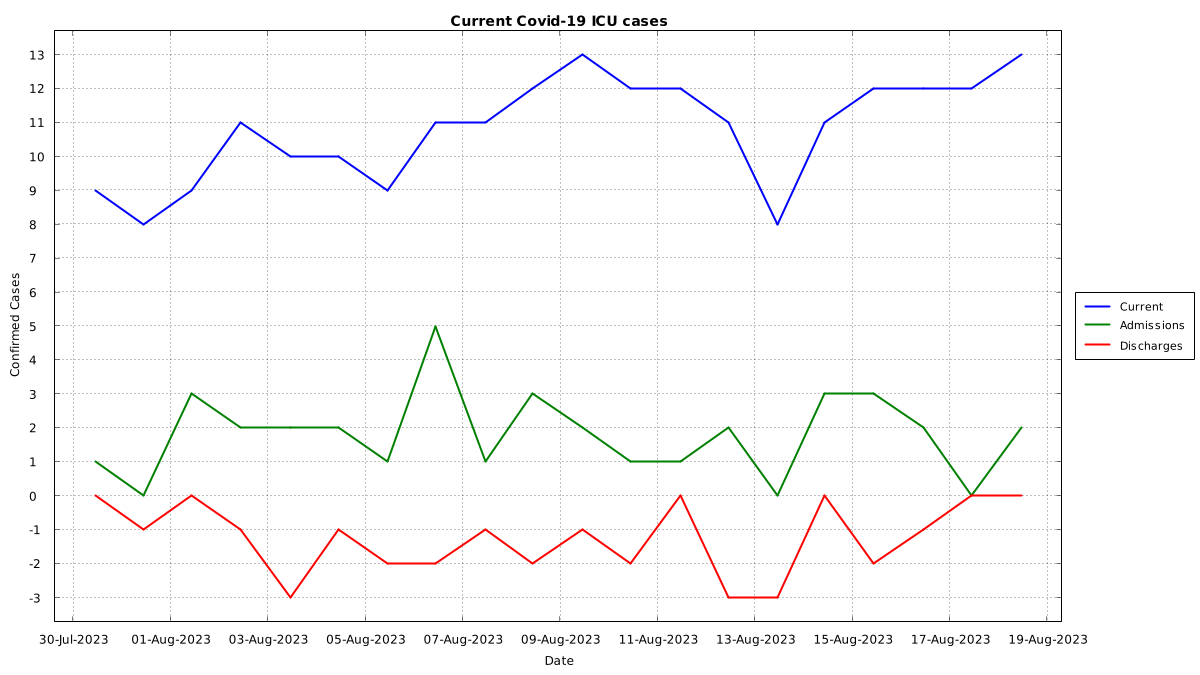 Current Covid-19 ICU cases
Confirmed Cases
13
12
11
10
9
8
7
6
5
4
3
2
1
0
-1
-2
-3
30-Jul-2023 01-Aug-2023 03-Aug-2023 05-Aug-2023 07-Aug-2023 09-Aug-2023 11-Aug-2023 13-Aug-2023 15-Aug-2023 17-Aug-2023 19-Aug-2023
Date
Current
Admissions
Discharges